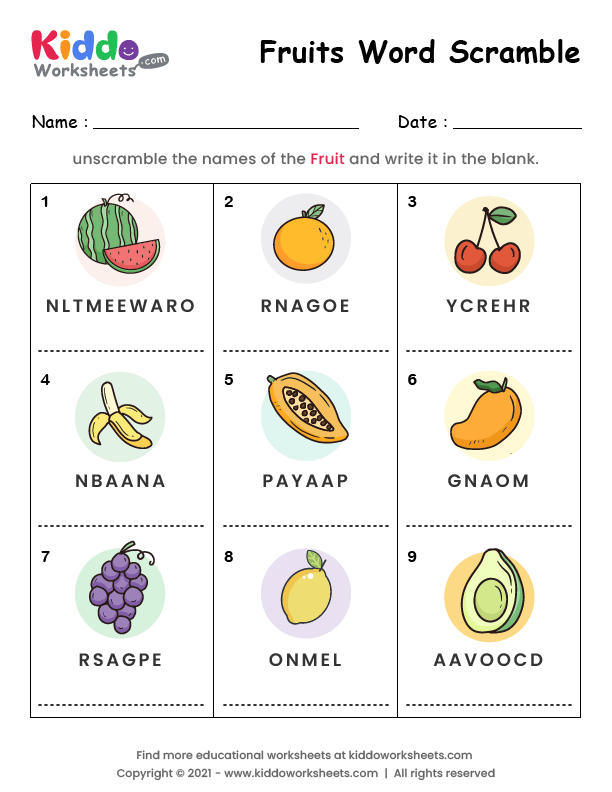 Kiddo
Worksheets.com
Fruits Word Scramble
Name :
Date :
unscramble the names of the Fruit and write it in the blank.
1
2
3
NLTMEEWARO
RNAGOE
YCREHR
4
5
6
NBAANA
PAYAAP
GNAOM
7
8
9
RSAGPE
ONMEL
AAVOOCD
Find more educational worksheets at kiddoworksheets.com
Copyright © 2021 - www.kiddoworksheets.com | All rights reserved